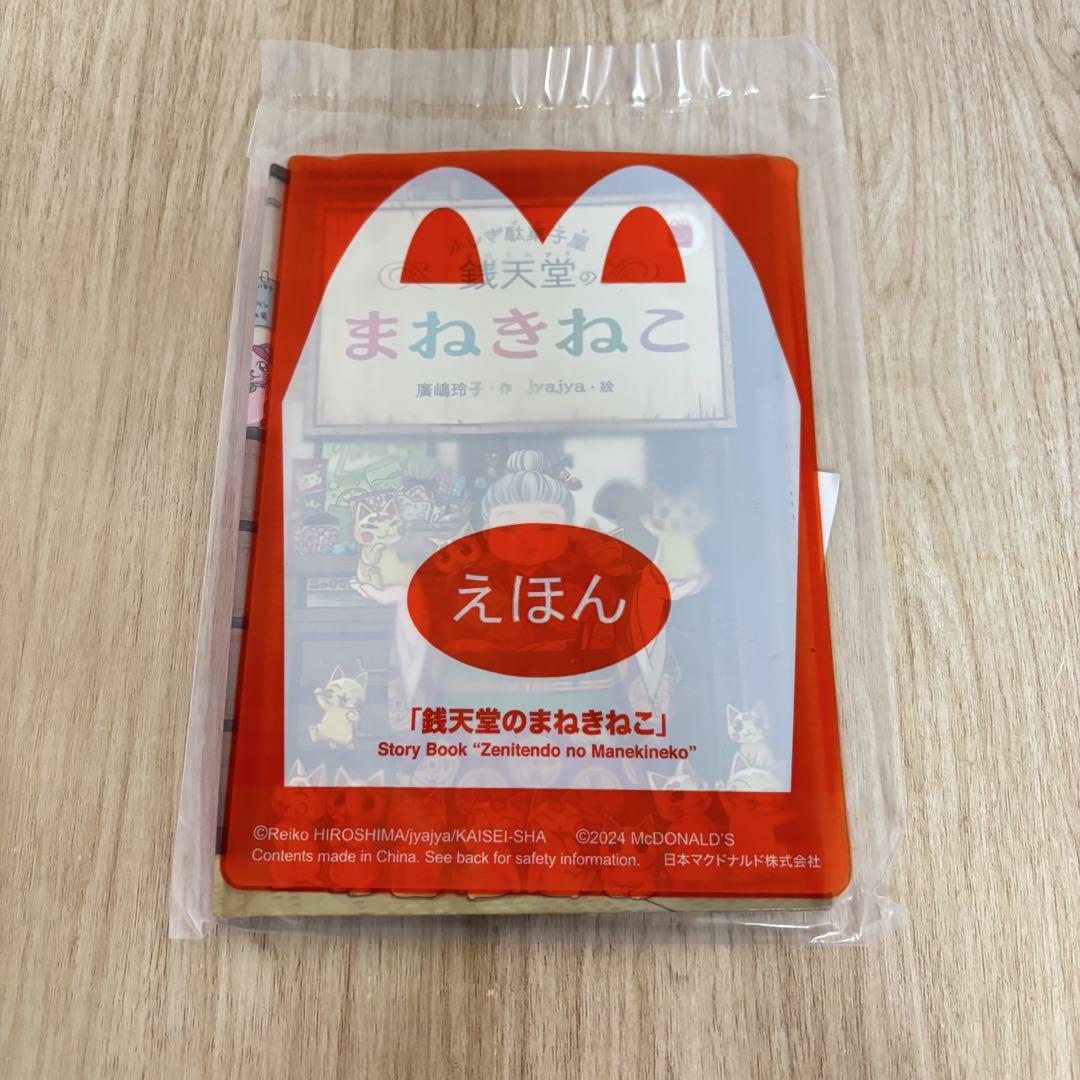 ふしぎ駄菓子屋
銭天堂の
まねきねこ
廣嶋玲子・作 jyajya・絵
えほん
「銭天堂のまねきねこ」
Story Book “Zenitendo no Manekineko”
©Reiko HIROSHIMA/jyajya/KAISEI-SHA ©2024 McDONALD'S
Contents made in China. See back for safety information. 日本マクドナルド株式会社